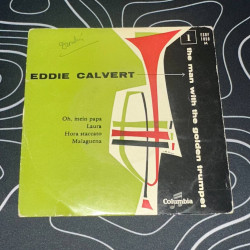 1
EDDIE CALVERT
the man with the golden trumpet
Oh, mein papa
Laura
Hora staccato
Malaguena
Columbia